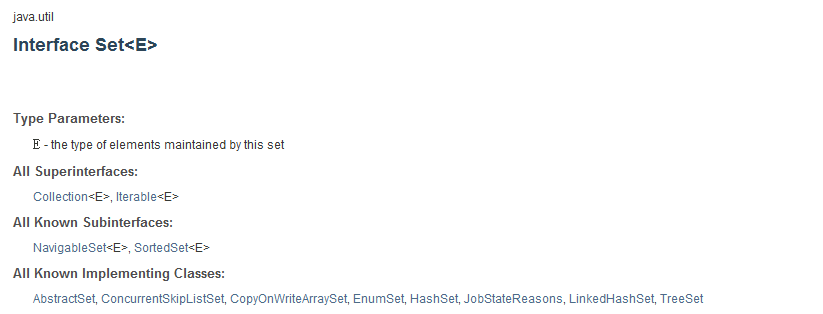 java.util
Interface Set<E>
Type Parameters:
E - the type of elements maintained by this set
All Superinterfaces:
Collection<E>, Iterable<E>
All Known Subinterfaces:
NavigableSet<E>, SortedSet<E>
All Known Implementing Classes:
AbstractSet, ConcurrentSkipListSet, CopyOnWriteArraySet, EnumSet, HashSet, JobStateReasons, LinkedHashSet, TreeSet